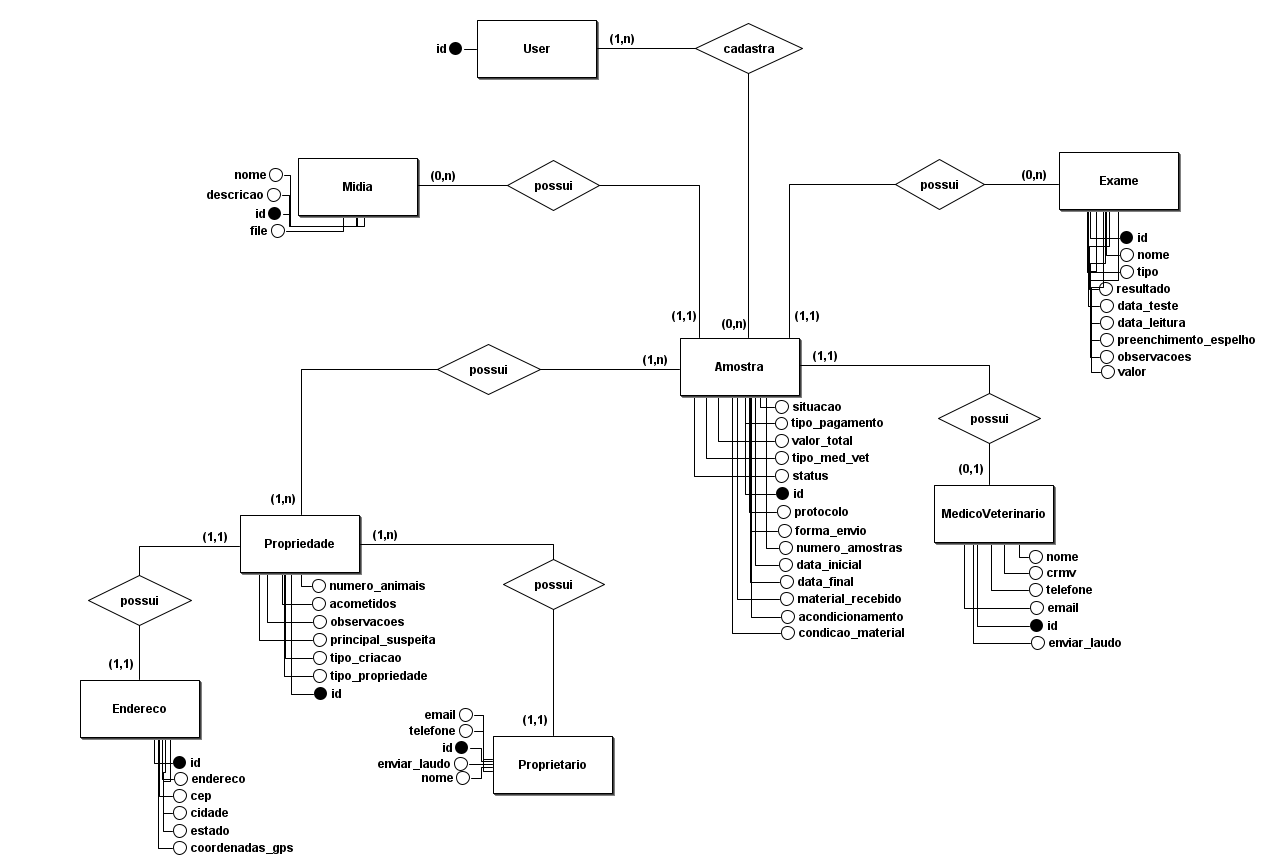 id
User
(1,n)
cadastra
nome
descricao
id
file
Midia
(0,n)
possui
possui
(0,n)
Exame
id
nome
tipo
resultado
data_teste
data_leitura
preenchimento_espelho
observacoes
valor
(1,1)
(0,n)
(1,1)
possui
(1,n)
Amostra
(1,1)
situacao
tipo_pagamento
valor_total
tipo_med_vet
status
id
protocolo
forma_envio
numero_amostras
data_inicial
data_final
material_recebido
acondicionamento
condicao_material
possui
(0,1)
MedicoVeterinario
nome
crmv
telefone
email
id
enviar_laudo
(1,n)
(1,1)
Propriedade
(1,n)
numero_animais
acometidos
observacoes
principal_suspeita
tipo_criacao
tipo_propriedade
id
possui
possui
(1,1)
Endereco
id
endereco
cep
cidade
estado
coordenadas_gps
(1,1)
email
telefone
id
enviar_laudo
nome
Proprietario